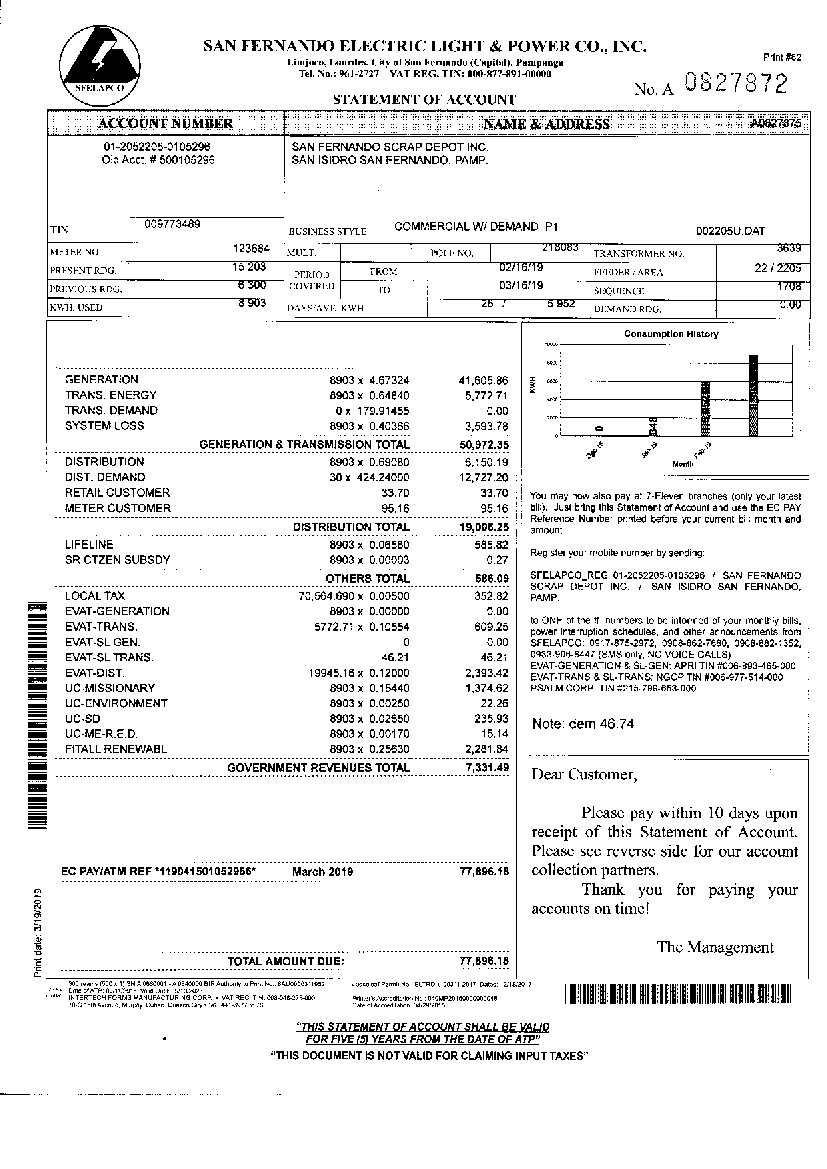 SAN FERNANDO ELECTRIC LIGHT & POWER CO., INC.
Limjoco, Lourdes, City of San Fernando (Capital), Pampanga
Tel. No.: 961-2727 VAT REG. TIN: 000-877-891-00000
Print #62
SFELAPCO
No. A 0827872
STATEMENT OF ACCOUNT
ACCOUNT NUMBER NAME & ADDRESS A0827875
01-2052205-0105296 SAN FERNANDO SCRAP DEPOT INC.
Old Acct. # 500105296 SAN ISIDRO SAN FERNANDO, PAMP.
TIN 009773489 BUSINESS STYLE COMMERCIAL W/ DEMAND P1 002205U.DAT
METER NO. 123684 MULT. POLE NO. 218083 TRANSFORMER NO. 3639
PRESENT RDG. 15 203 PERIOD COVERED FROM 02/16/19 FEEDER / AREA 22 / 2205
PREVIOUS RDG. 6 300 TO 03/16/19 SEQUENCE 1708
KWH. USED 8 903 DAYS/AVE. KWH 28 / 5 952 DEMAND RDG. 0.00
Consumption History
KWH
Month
GENERATION 8903 x 4.67324 41,605.86
TRANS. ENERGY 8903 x 0.64840 5,772.71
TRANS. DEMAND 0 x 179.91455 0.00
SYSTEM LOSS 8903 x 0.40366 3,593.78
GENERATION & TRANSMISSION TOTAL 50,972.35
DISTRIBUTION 8903 x 0.69080 6,150.19
DIST. DEMAND 30 x 424.24000 12,727.20
RETAIL CUSTOMER 33.70 33.70
METER CUSTOMER 95.16 95.16
DISTRIBUTION TOTAL 19,006.25
LIFELINE 8903 x 0.06580 585.82
SR CTZEN SUBSDY 8903 x 0.00003 0.27
OTHERS TOTAL 586.09
LOCAL TAX 70,564.690 x 0.00500 352.82
EVAT-GENERATION 8903 x 0.00000 0.00
EVAT-TRANS. 5772.71 x 0.10554 609.25
EVAT-SL GEN. 0 0.00
EVAT-SL TRANS. 46.21 46.21
EVAT-DIST. 19945.16 x 0.12000 2,393.42
UC-MISSIONARY 8903 x 0.15440 1,374.62
UC-ENVIRONMENT 8903 x 0.00250 22.26
UC-SD 8903 x 0.02650 235.93
UC-ME-R.E.D. 8903 x 0.00170 15.14
FITALL RENEWABL 8903 x 0.25630 2,281.84
GOVERNMENT REVENUES TOTAL 7,331.49
EC PAY/ATM REF *119041501052966* March 2019 77,896.18
TOTAL AMOUNT DUE: 77,896.18
You may now also pay at 7-Eleven branches (only your latest
bill). Just bring this Statement of Account and use the EC PAY
Reference Number printed before your current bill month and
amount.
Register your mobile number by sending:
SFELAPCO_REG 01-2052205-0105296 / SAN FERNANDO
SCRAP DEPOT INC. / SAN ISIDRO SAN FERNANDO,
PAMP.
to ONE of the ff. numbers to be informed of your monthly bills,
power interruption schedules, and other announcements from
SFELAPCO: 0917-875-2972, 0908-882-7680, 0908-882-1352,
0933-906-8447 (SMS only, NO VOICE CALLS)
EVAT-GENERATION & SL-GEN: APRI TIN #006-893-465-000
EVAT-TRANS & SL-TRANS: NGCP TIN #006-977-514-000
PSALM CORP. TIN #215-799-653-000
Note: dem 46.74
Dear Customer,
Please pay within 10 days upon
receipt of this Statement of Account.
Please see reverse side for our account
collection partners.
Thank you for paying your
accounts on time!
The Management
Print date: 3/19/2019
INTERTECH FORMS MANUFACTURING CORP.
"THIS STATEMENT OF ACCOUNT SHALL BE VALID
FOR FIVE (5) YEARS FROM THE DATE OF ATP"
"THIS DOCUMENT IS NOT VALID FOR CLAIMING INPUT TAXES"